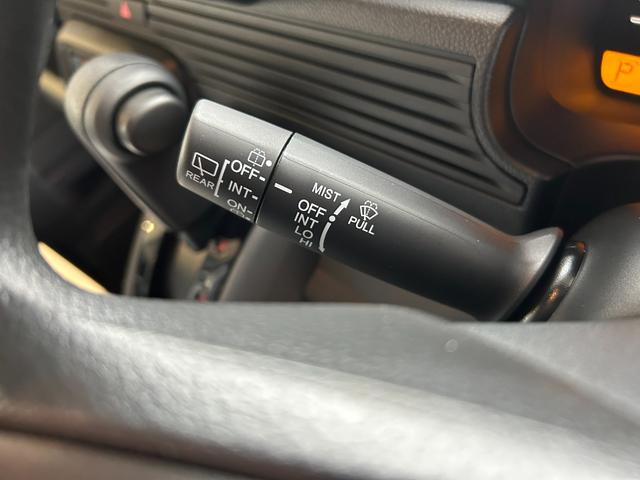 REAR
OFF
INT
ON
MIST
OFF
INT
LO
HI
PULL
P